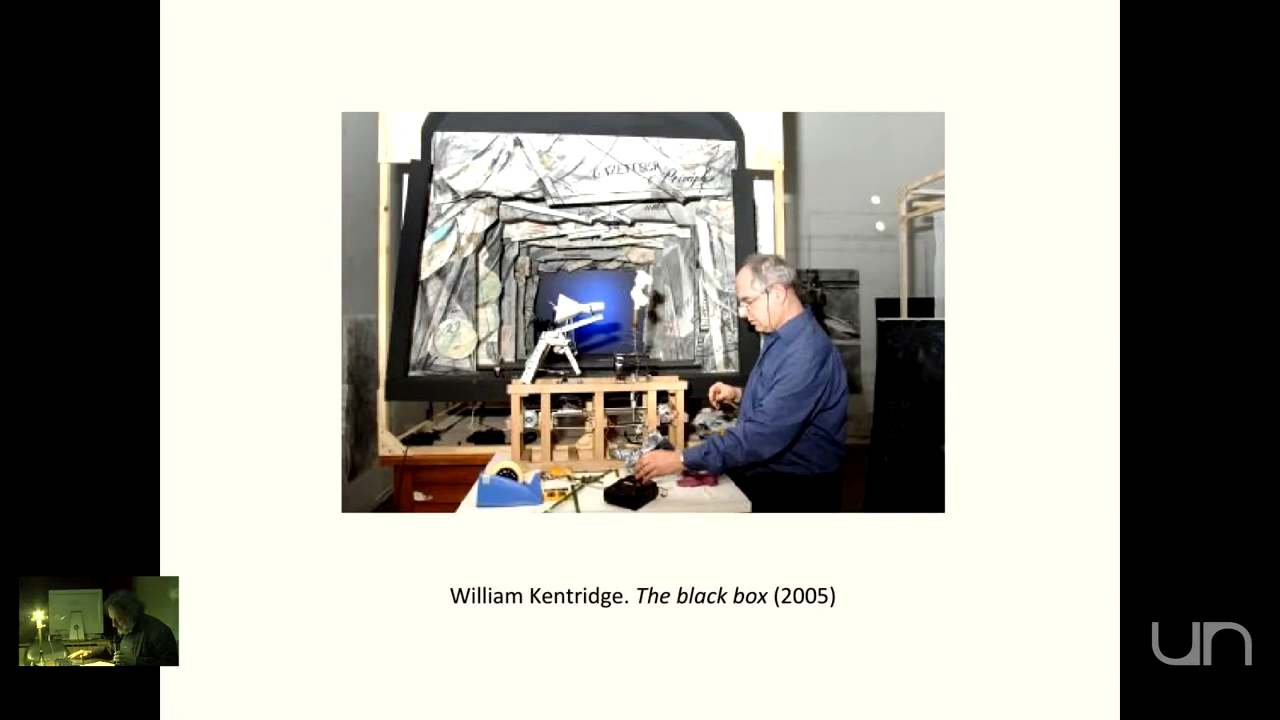 William Kentridge. The black box (2005)
un